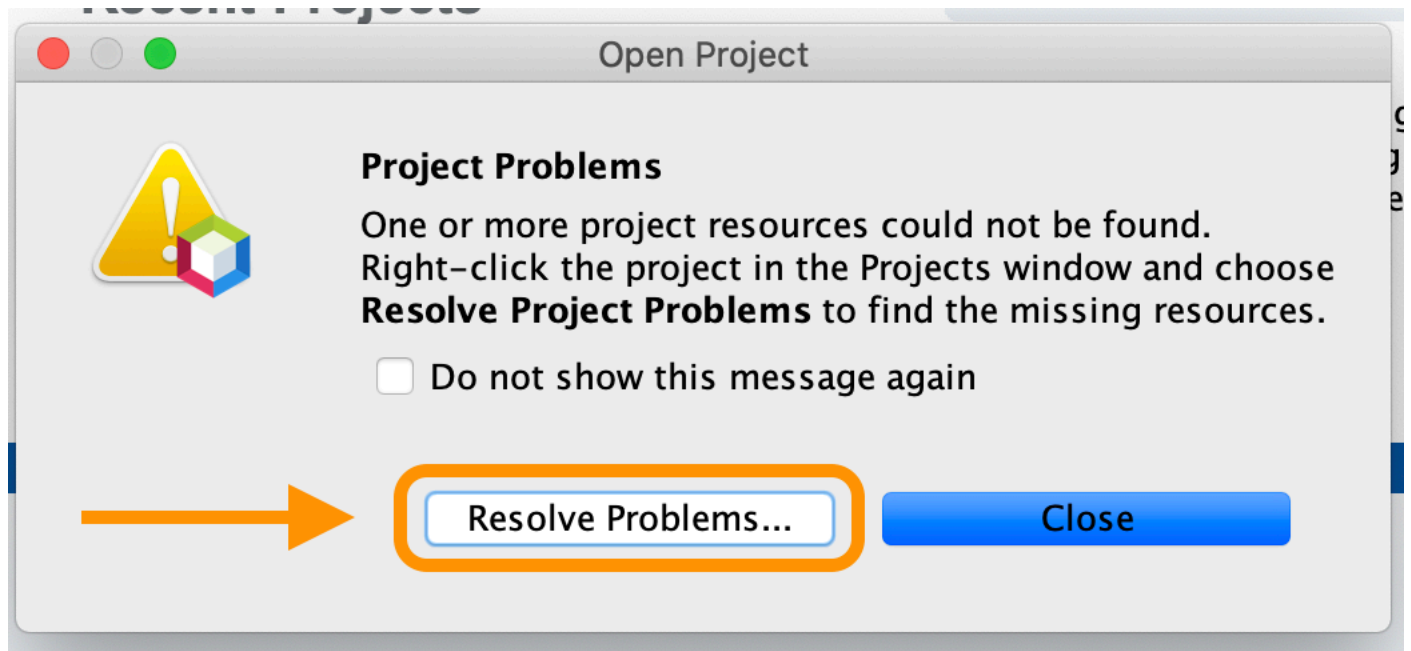 Recent Projects
Open Project
Project Problems
One or more project resources could not be found.
Right-click the project in the Projects window and choose
Resolve Project Problems to find the missing resources.
Do not show this message again
Resolve Problems...
Close